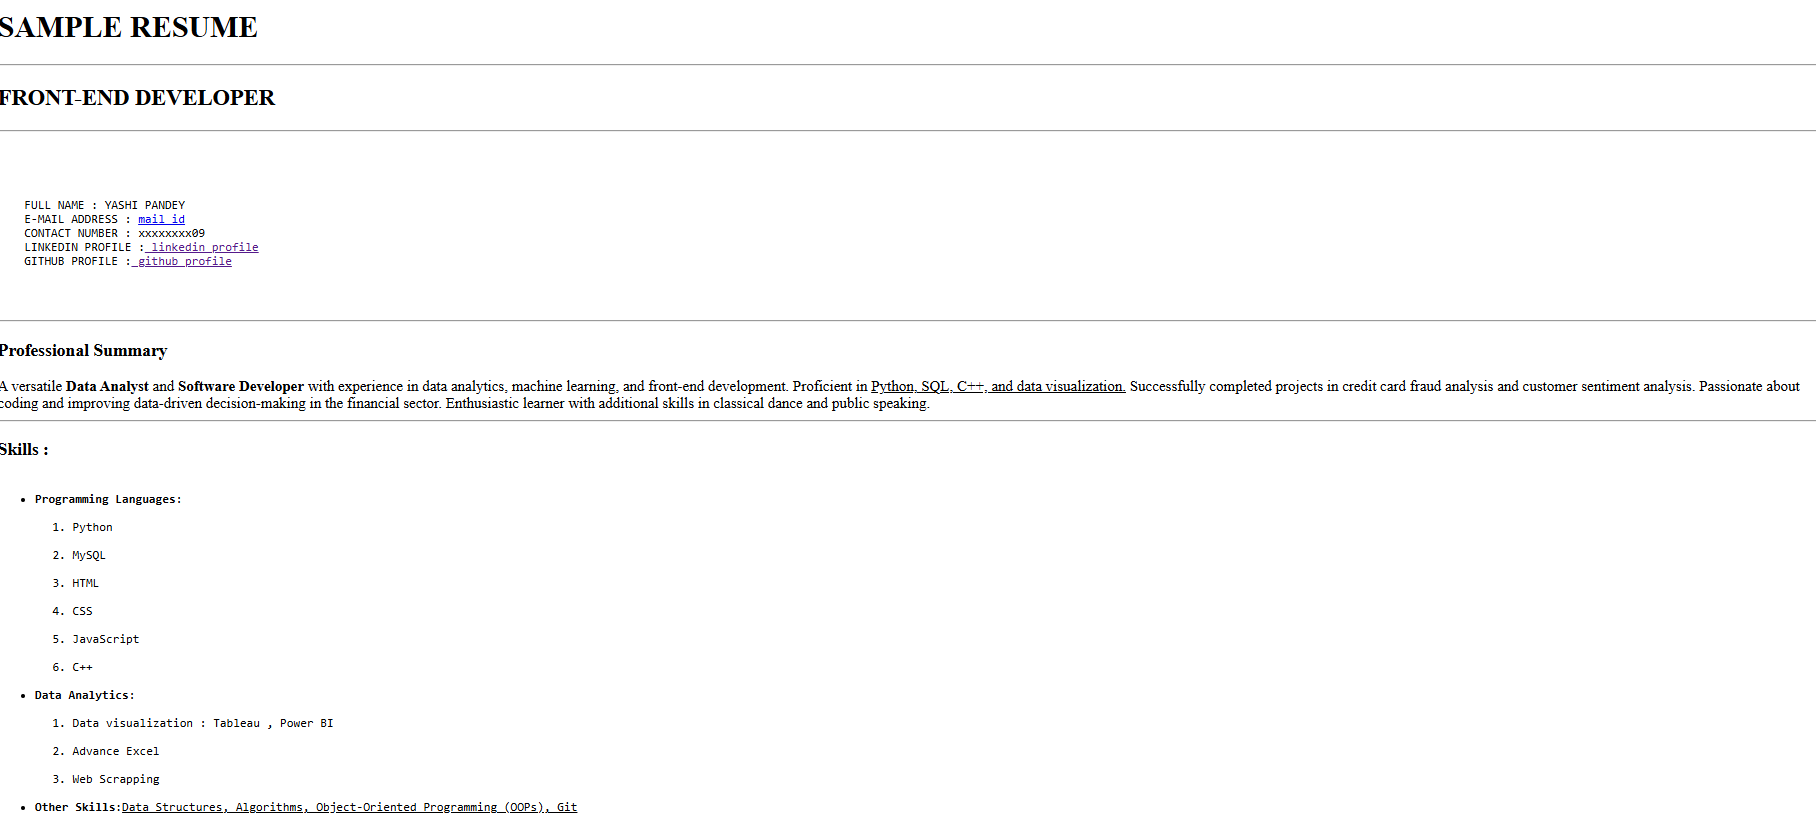 SAMPLE RESUME
FRONT-END DEVELOPER
FULL NAME : YASHI PANDEY
E-MAIL ADDRESS : mail id
CONTACT NUMBER : xxxxxxxx09
LINKEDIN PROFILE : linkedin profile
GITHUB PROFILE : github profile
Professional Summary
A versatile Data Analyst and Software Developer with experience in data analytics, machine learning, and front-end development. Proficient in Python, SQL, C++, and data visualization. Successfully completed projects in credit card fraud analysis and customer sentiment analysis. Passionate about
coding and improving data-driven decision-making in the financial sector. Enthusiastic learner with additional skills in classical dance and public speaking.
Skills :
• Programming Languages:
1. Python
2. MySQL
3. HTML
4. CSS
5. JavaScript
6. C++
• Data Analytics:
1. Data visualization : Tableau , Power BI
2. Advance Excel
3. Web Scrapping
• Other Skills:Data Structures, Algorithms, Object-Oriented Programming (OOPs), Git